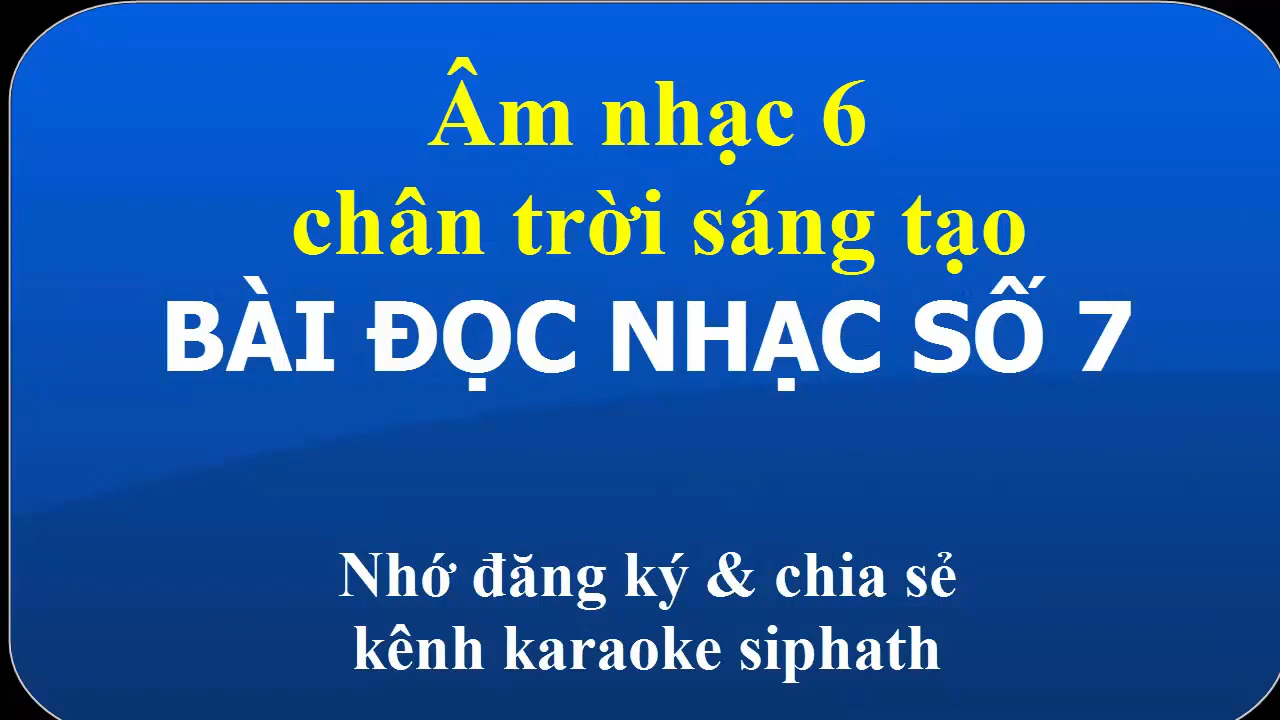 Âm nhạc 6
chân trời sáng tạo
BÀI ĐỌC NHẠC SỐ 7
Nhớ đăng ký & chia sẻ
kênh karaoke siphath